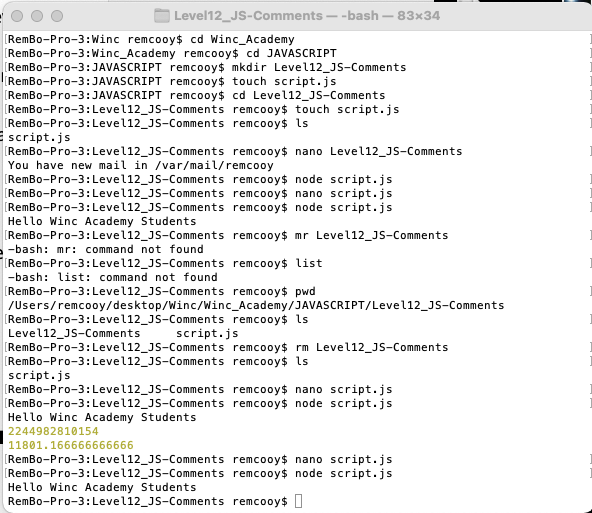 Level12_JS-Comments — -bash — 83×34
[RemBo-Pro-3:Winc remcooy$ cd Winc_Academy ]
[RemBo-Pro-3:Winc_Academy remcooy$ cd JAVASCRIPT ]
[RemBo-Pro-3:JAVASCRIPT remcooy$ mkdir Level12_JS-Comments ]
[RemBo-Pro-3:JAVASCRIPT remcooy$ touch script.js ]
[RemBo-Pro-3:JAVASCRIPT remcooy$ cd Level12_JS-Comments ]
[RemBo-Pro-3:Level12_JS-Comments remcooy$ touch script.js ]
[RemBo-Pro-3:Level12_JS-Comments remcooy$ ls ]
script.js
[RemBo-Pro-3:Level12_JS-Comments remcooy$ nano Level12_JS-Comments ]
You have new mail in /var/mail/remcooy
[RemBo-Pro-3:Level12_JS-Comments remcooy$ node script.js ]
[RemBo-Pro-3:Level12_JS-Comments remcooy$ nano script.js ]
[RemBo-Pro-3:Level12_JS-Comments remcooy$ node script.js ]
Hello Winc Academy Students
[RemBo-Pro-3:Level12_JS-Comments remcooy$ mr Level12_JS-Comments ]
-bash: mr: command not found
[RemBo-Pro-3:Level12_JS-Comments remcooy$ list ]
-bash: list: command not found
[RemBo-Pro-3:Level12_JS-Comments remcooy$ pwd ]
/Users/remcooy/desktop/Winc/Winc_Academy/JAVASCRIPT/Level12_JS-Comments
[RemBo-Pro-3:Level12_JS-Comments remcooy$ ls ]
Level12_JS-Comments script.js
[RemBo-Pro-3:Level12_JS-Comments remcooy$ rm Level12_JS-Comments ]
[RemBo-Pro-3:Level12_JS-Comments remcooy$ ls ]
script.js
[RemBo-Pro-3:Level12_JS-Comments remcooy$ nano script.js ]
[RemBo-Pro-3:Level12_JS-Comments remcooy$ node script.js ]
Hello Winc Academy Students
2244982810154
11801.166666666666
[RemBo-Pro-3:Level12_JS-Comments remcooy$ nano script.js ]
[RemBo-Pro-3:Level12_JS-Comments remcooy$ node script.js ]
Hello Winc Academy Students
RemBo-Pro-3:Level12_JS-Comments remcooy$